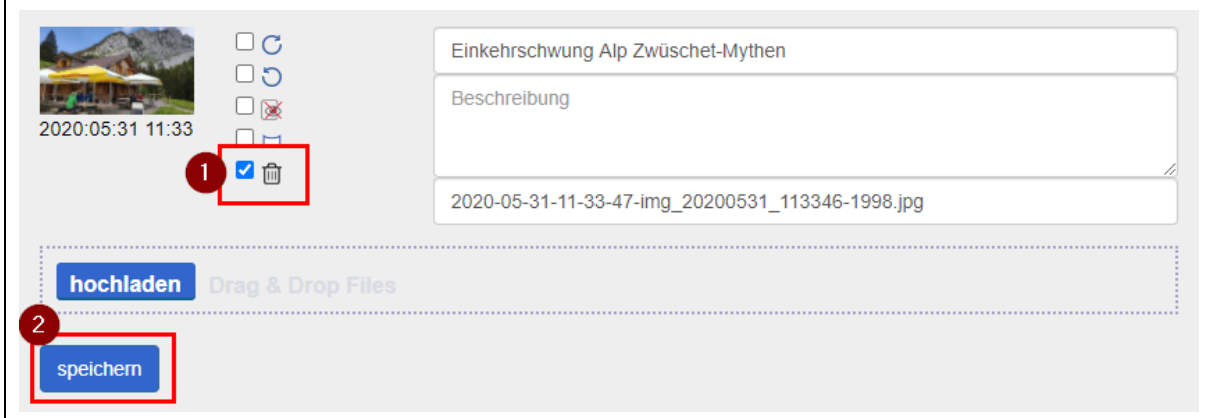 Einkehrschwung Alp Zwüschet-Mythen
Beschreibung
2020:05:31 11:33
1
2020-05-31-11-33-47-img_20200531_113346-1998.jpg
hochladen Drag & Drop Files
2
speichern